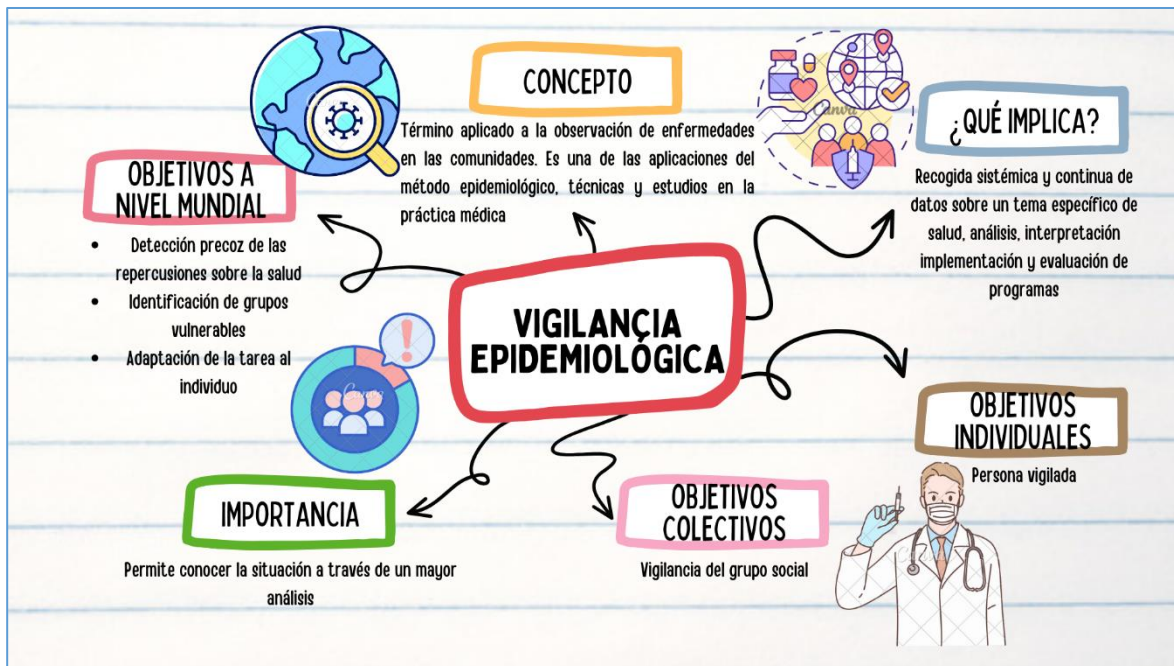 CONCEPTO
Término aplicado a la observación de enfermedades
en las comunidades. Es una de las aplicaciones del
método epidemiológico, técnicas y estudios en la
práctica médica
Canva
¿QUÉ IMPLICA?
Recogida sistémica y continua de
datos sobre un tema específico de
salud, análisis, interpretación
implementación y evaluación de
programas
OBJETIVOS A
NIVEL MUNDIAL
• Detección precoz de las
repercusiones sobre la salud
• Identificación de grupos
vulnerables
• Adaptación de la tarea al
individuo
VIGILANCIA
EPIDEMIOLÓGICA
Canva
OBJETIVOS
INDIVIDUALES
Persona vigilada
IMPORTANCIA
Permite conocer la situación a través de un mayor
análisis
OBJETIVOS
COLECTIVOS
Vigilancia del grupo social
Canva